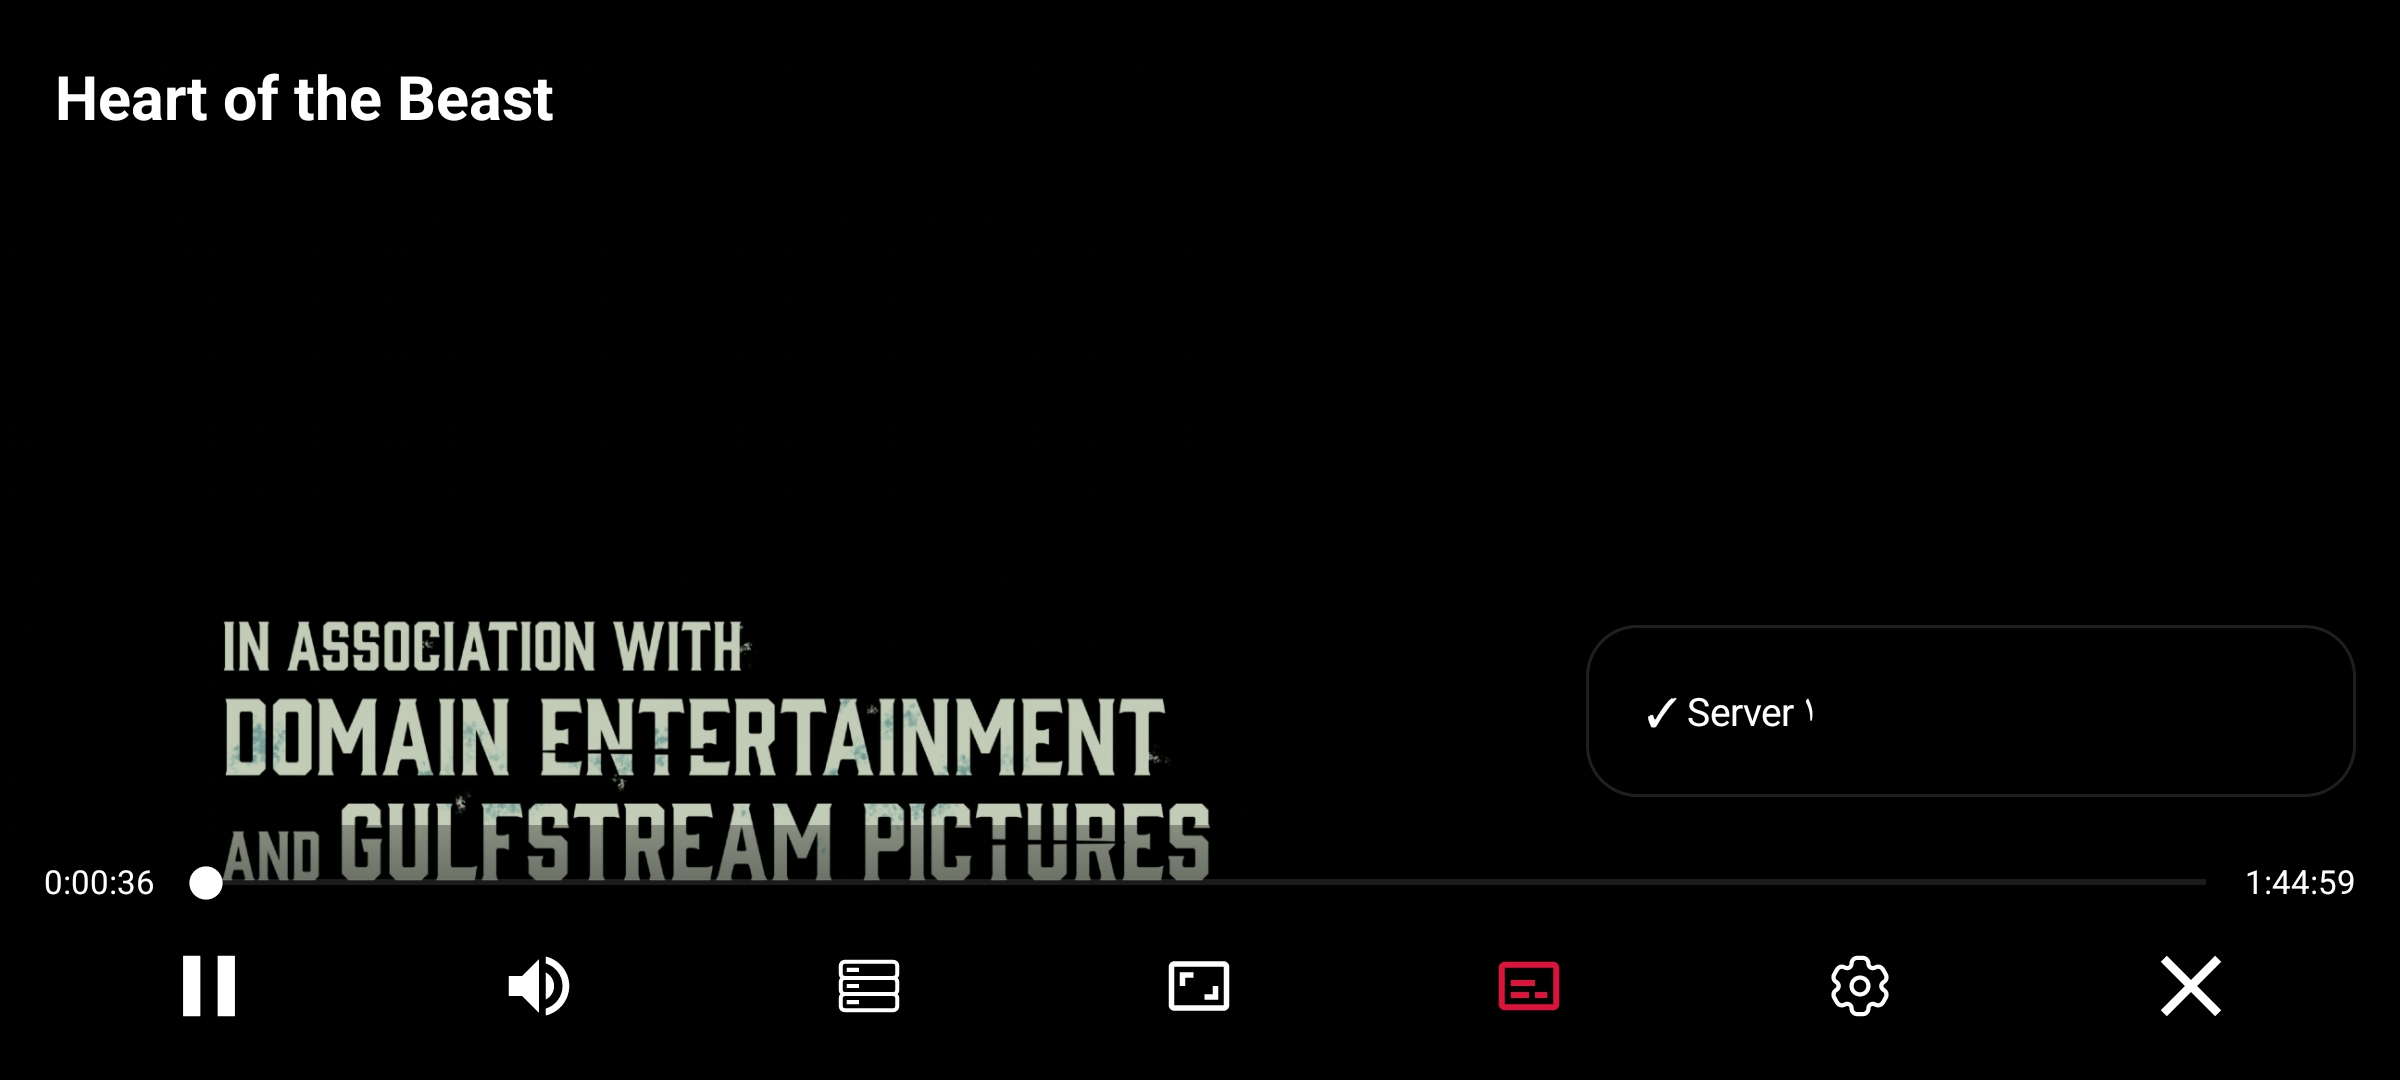 Heart of the Beast
IN ASSOCIATION WITH
DOMAIN ENTERTAINMENT
AND GULFSTREAM PICTURES
✓ Server ١
0:00:36
1:44:59